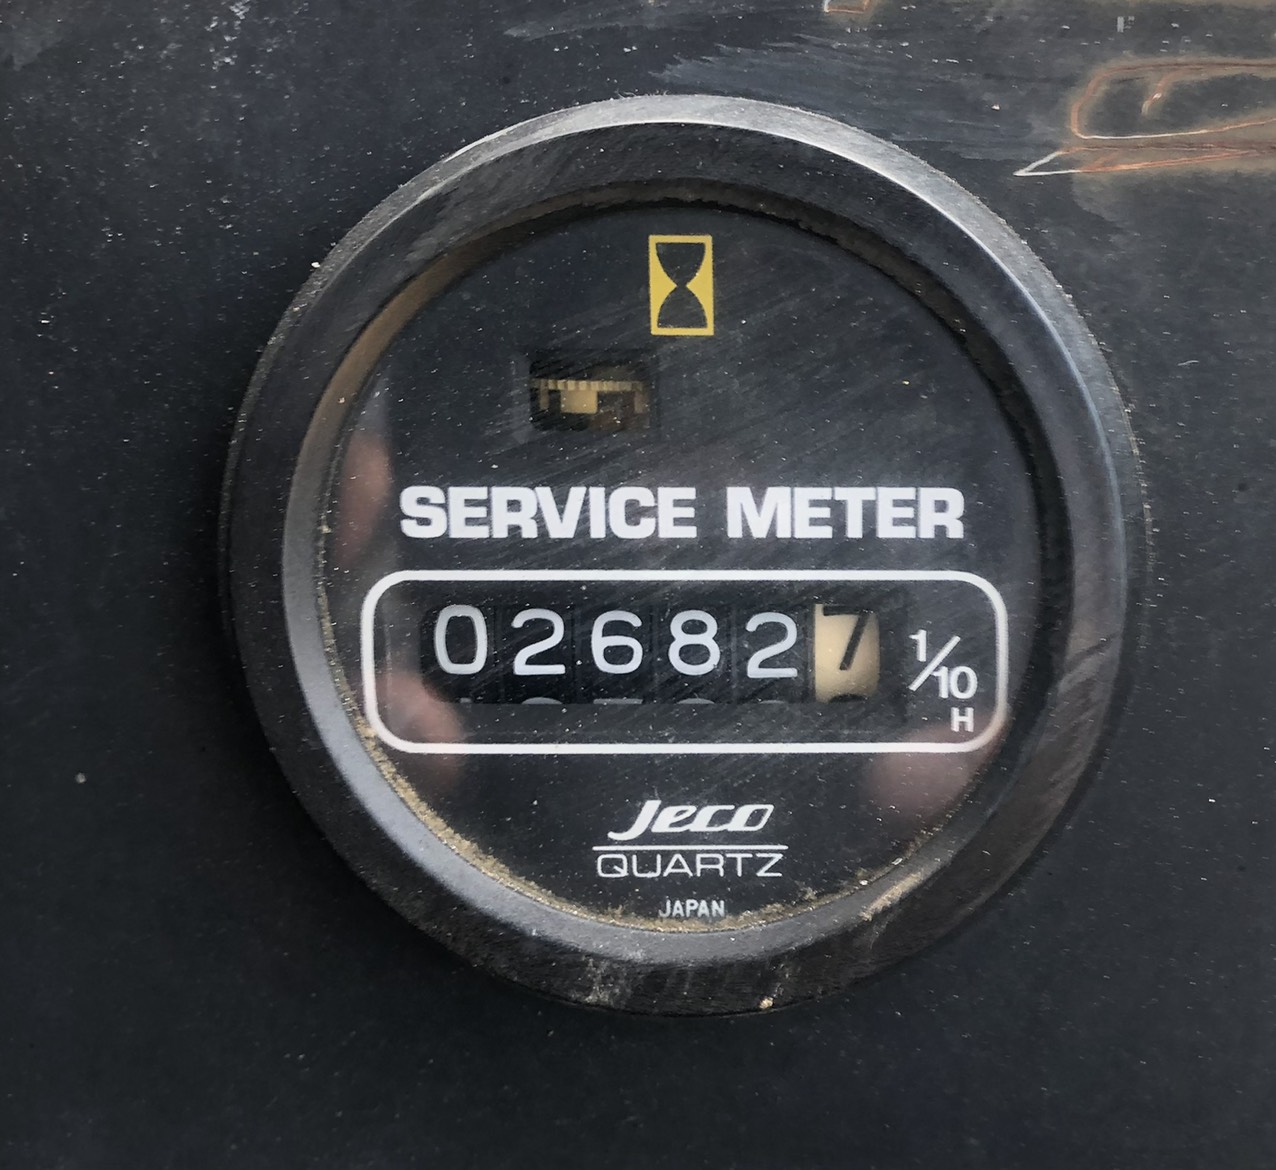 SERVICE METER
026827 1/10 H
Jeco
QUARTZ
JAPAN